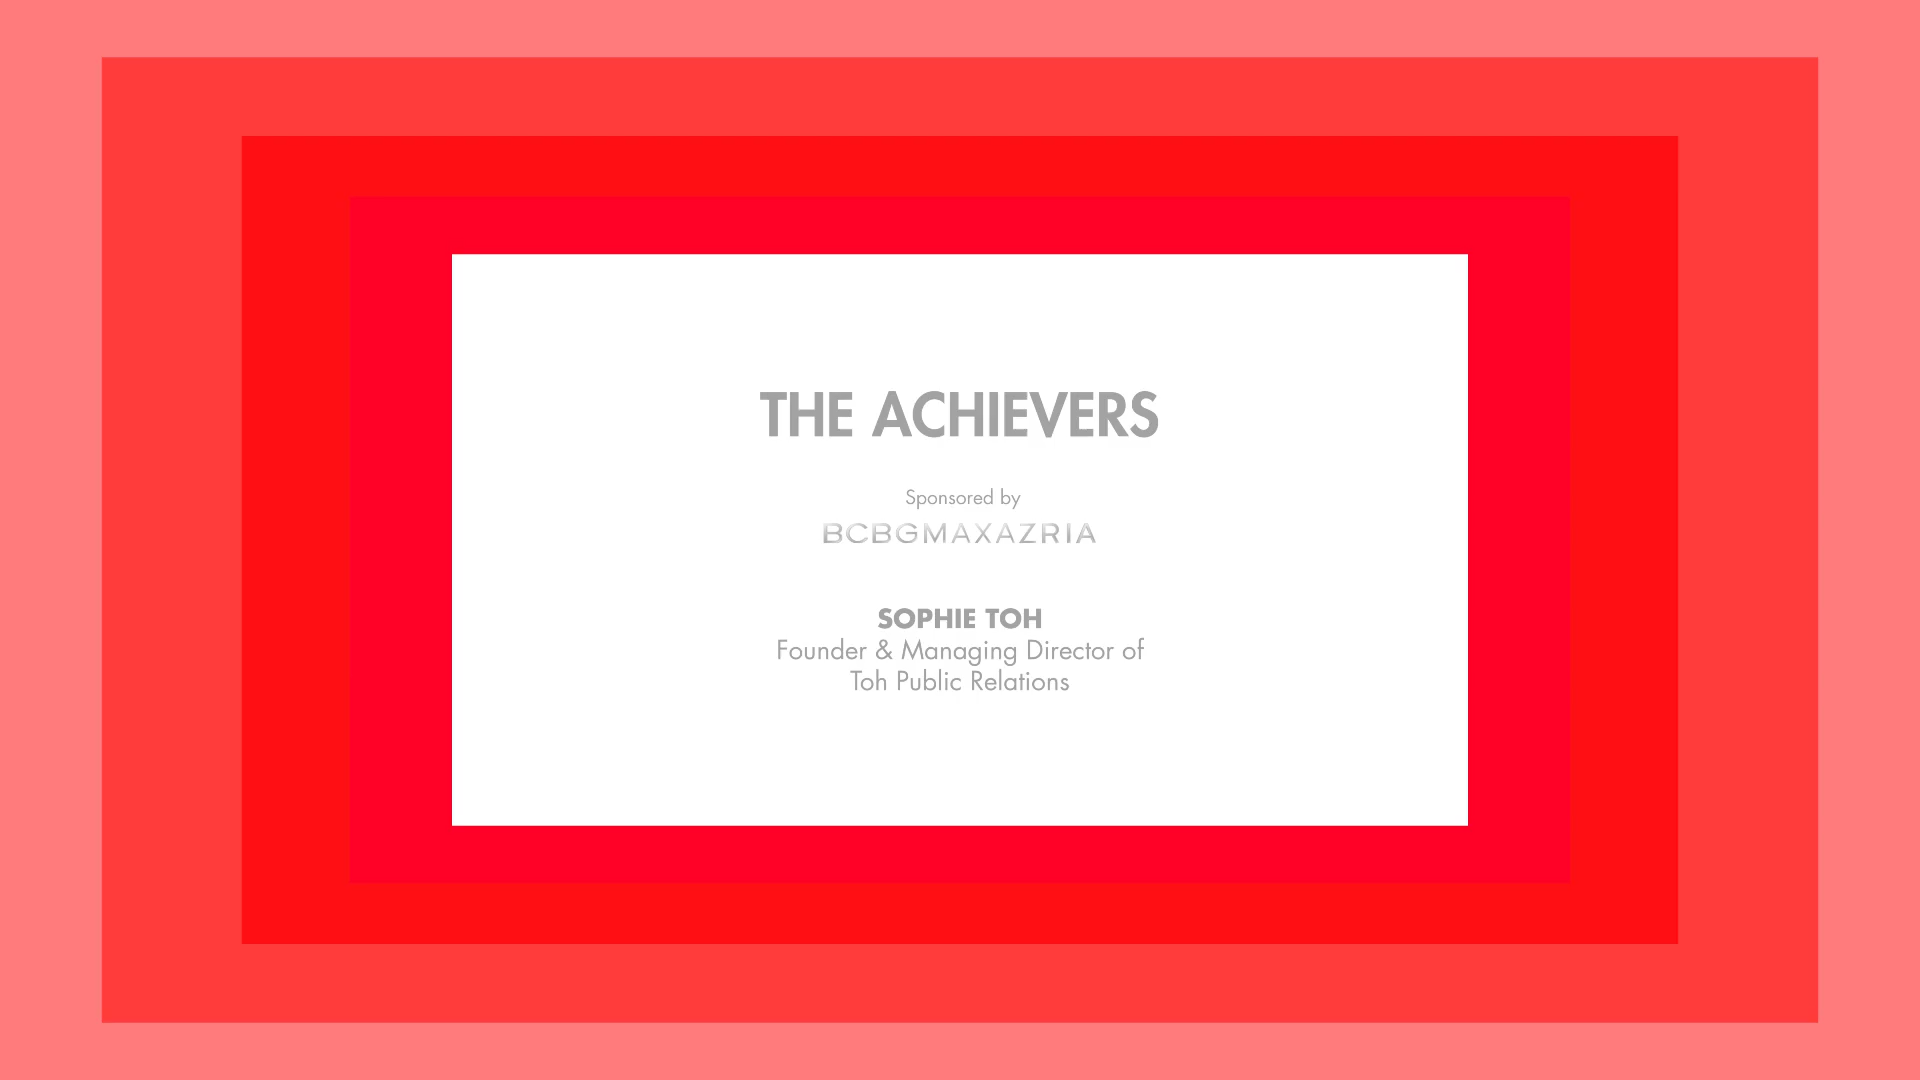 THE ACHIEVERS
Sponsored by
BCBGMAXAZRIA
SOPHIE TOH
Founder & Managing Director of
Toh Public Relations